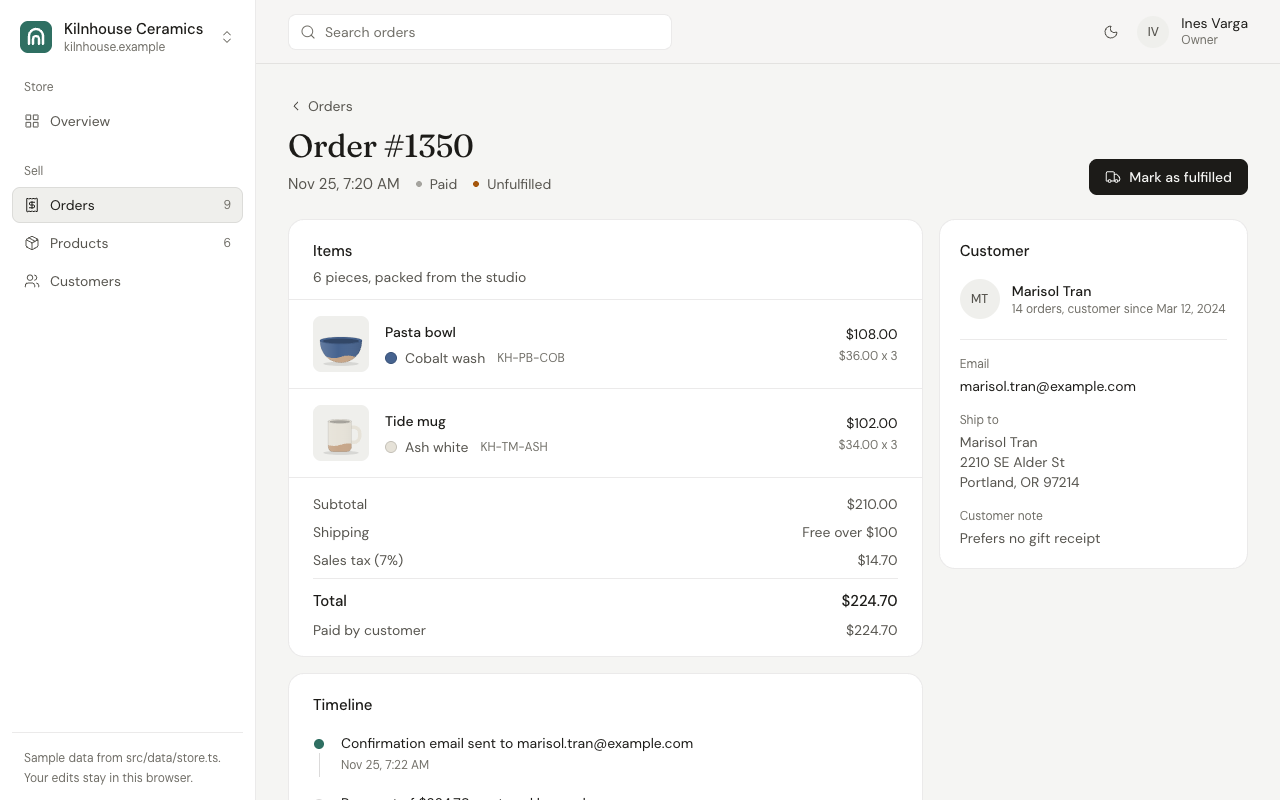 Kilnhouse Ceramics
kilnhouse.example
Store
Overview
Sell
Orders 9
Products 6
Customers
Sample data from src/data/store.ts.
Your edits stay in this browser.
Search orders
IV
Ines Varga
Owner
Orders
Order #1350
Nov 25, 7:20 AM Paid Unfulfilled
Mark as fulfilled
Items
6 pieces, packed from the studio
Pasta bowl
Cobalt wash KH-PB-COB
$108.00
$36.00 x 3
Tide mug
Ash white KH-TM-ASH
$102.00
$34.00 x 3
Subtotal $210.00
Shipping Free over $100
Sales tax (7%) $14.70
Total $224.70
Paid by customer $224.70
Timeline
Confirmation email sent to marisol.tran@example.com
Nov 25, 7:22 AM
Customer
MT
Marisol Tran
14 orders, customer since Mar 12, 2024
Email
marisol.tran@example.com
Ship to
Marisol Tran
2210 SE Alder St
Portland, OR 97214
Customer note
Prefers no gift receipt